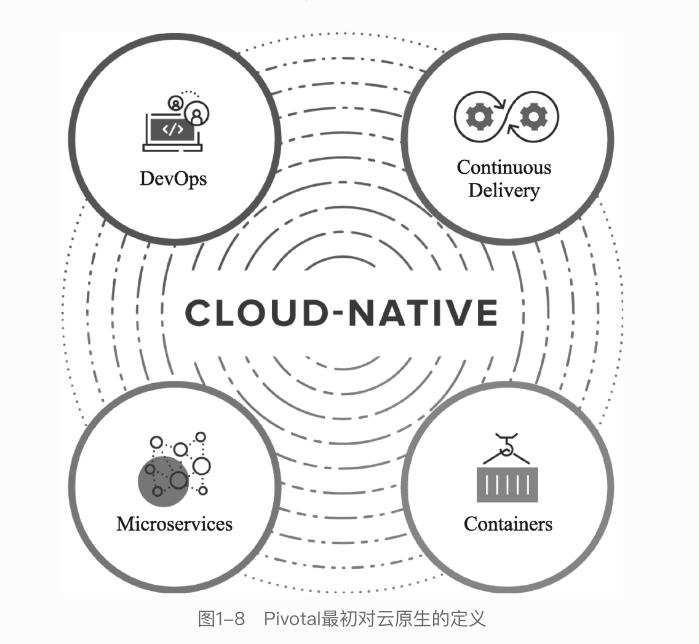 </>
DevOps
Continuous
Delivery
CLOUD-NATIVE
Microservices
Containers
图1-8 Pivotal最初对云原生的定义